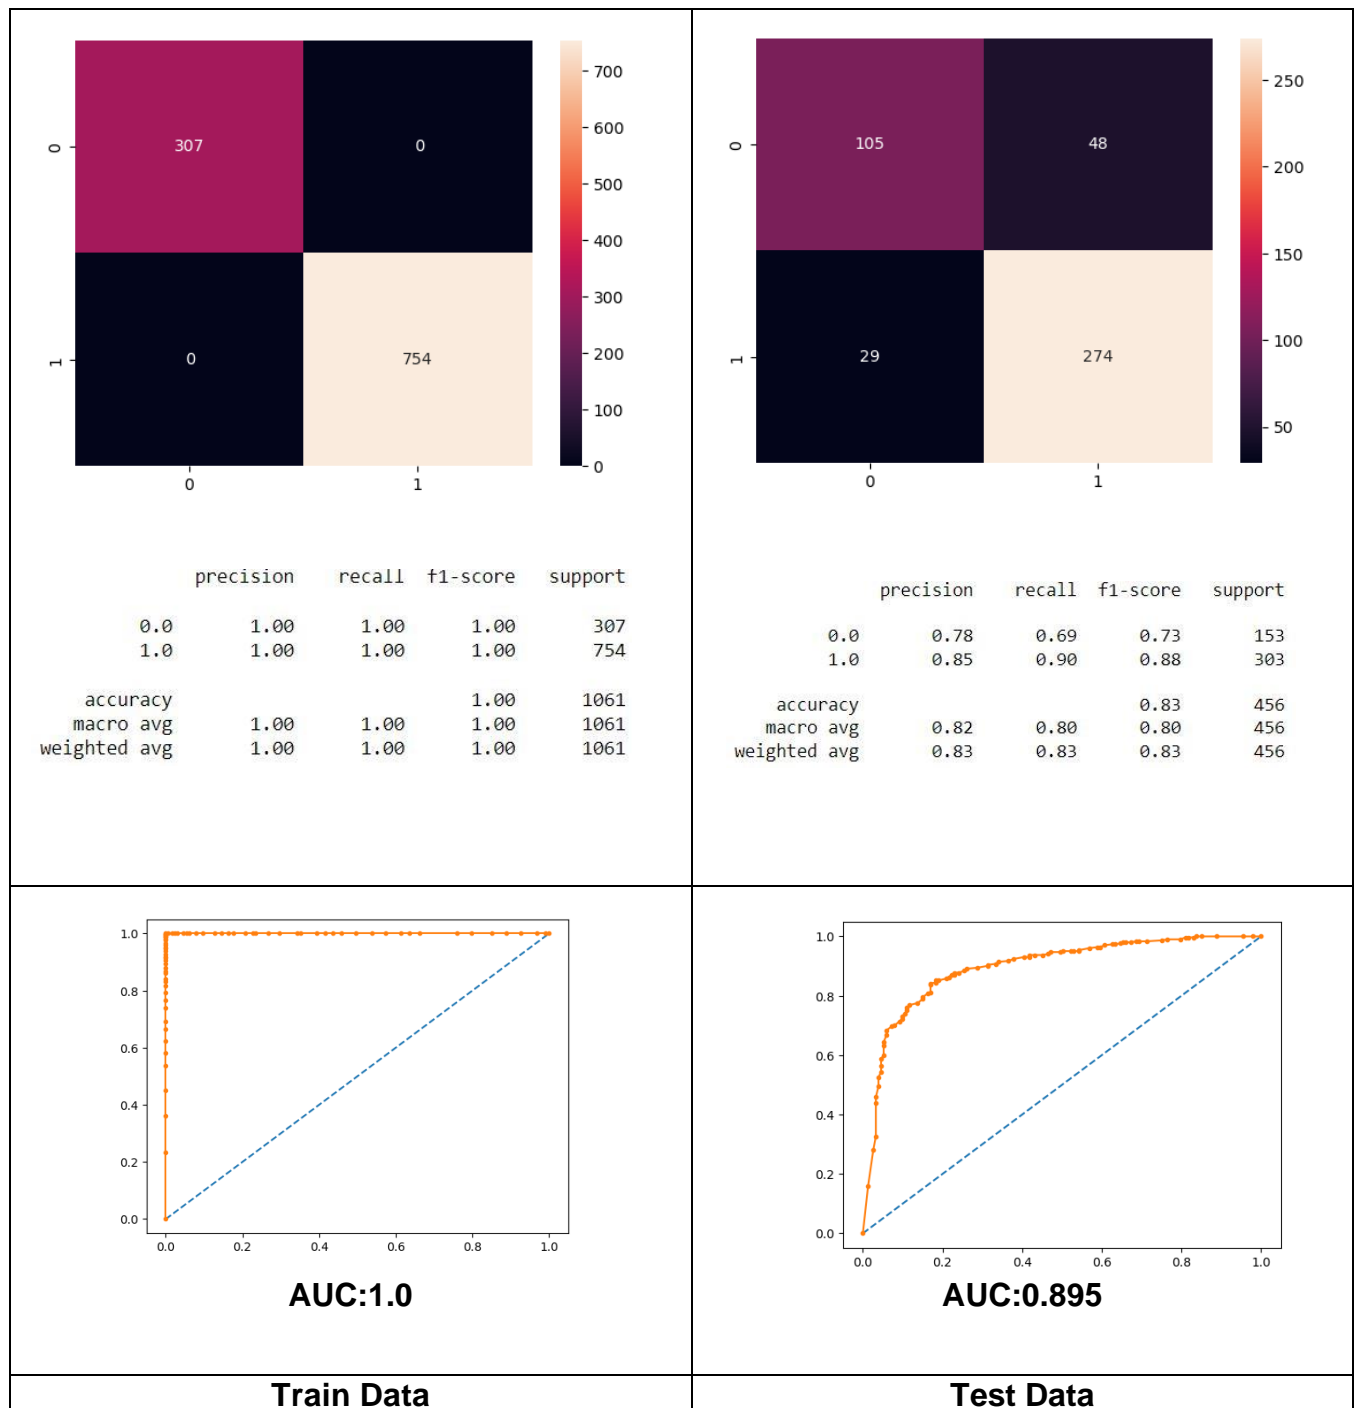 700
600
500
400
300
200
100
0
0
307
0
1
0
754
0
1
precision recall f1-score support
0.0 1.00 1.00 1.00 307
1.0 1.00 1.00 1.00 754
accuracy 1.00 1061
macro avg 1.00 1.00 1.00 1061
weighted avg 1.00 1.00 1.00 1061
250
200
150
100
50
0
105
48
1
29
274
0
1
precision recall f1-score support
0.0 0.78 0.69 0.73 153
1.0 0.85 0.90 0.88 303
accuracy 0.83 456
macro avg 0.82 0.80 0.80 456
weighted avg 0.83 0.83 0.83 456
1.0
0.8
0.6
0.4
0.2
0.0
0.0 0.2 0.4 0.6 0.8 1.0
AUC:1.0
1.0
0.8
0.6
0.4
0.2
0.0
0.0 0.2 0.4 0.6 0.8 1.0
AUC:0.895
Train Data
Test Data